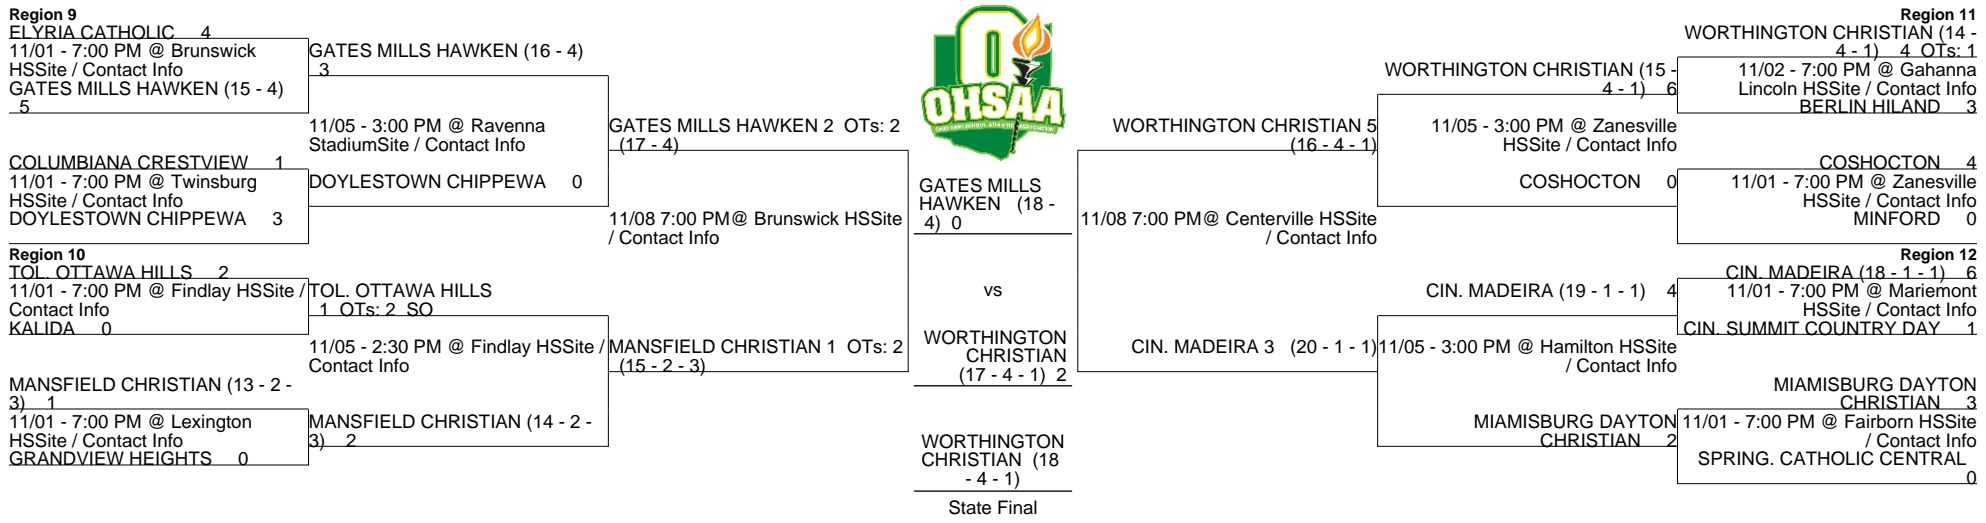 Region 9
ELYRIA CATHOLIC 4
11/01 - 7:00 PM @ Brunswick
HSSite / Contact Info
GATES MILLS HAWKEN (15 - 4)
5
COLUMBIANA CRESTVIEW 1
11/01 - 7:00 PM @ Twinsburg
HSSite / Contact Info
DOYLESTOWN CHIPPEWA 3
Region 10
TOL. OTTAWA HILLS 2
11/01 - 7:00 PM @ Findlay HSSite /
Contact Info
KALIDA 0
MANSFIELD CHRISTIAN (13 - 2 -
3) 1
11/01 - 7:00 PM @ Lexington
HSSite / Contact Info
GRANDVIEW HEIGHTS 0
GATES MILLS HAWKEN (16 - 4)
3
11/05 - 3:00 PM @ Ravenna
StadiumSite / Contact Info
DOYLESTOWN CHIPPEWA 0
TOL. OTTAWA HILLS
1 OTs: 2 SO
11/05 - 2:30 PM @ Findlay HSSite /
Contact Info
MANSFIELD CHRISTIAN (14 - 2 -
3) 2
GATES MILLS HAWKEN 2 OTs: 2
(17 - 4)
11/08 7:00 PM@ Brunswick HSSite
/ Contact Info
MANSFIELD CHRISTIAN 1 OTs: 2
(15 - 2 - 3)
OHSAA
GATES MILLS
HAWKEN (18 -
4) 0
vs
WORTHINGTON
CHRISTIAN
(17 - 4 - 1) 2
WORTHINGTON
CHRISTIAN (18
- 4 - 1)
State Final
WORTHINGTON CHRISTIAN 5
(16 - 4 - 1)
11/08 7:00 PM@ Centerville HSSite
/ Contact Info
CIN. MADEIRA 3 (20 - 1 - 1)
WORTHINGTON CHRISTIAN (15 -
4 - 1) 6
11/05 - 3:00 PM @ Zanesville
HSSite / Contact Info
COSHOCTON 0
CIN. MADEIRA (19 - 1 - 1) 4
11/05 - 3:00 PM @ Hamilton HSSite
/ Contact Info
MIAMISBURG DAYTON
CHRISTIAN 2
Region 11
WORTHINGTON CHRISTIAN (14 -
4 - 1) 4 OTs: 1
11/02 - 7:00 PM @ Gahanna
Lincoln HSSite / Contact Info
BERLIN HILAND 3
COSHOCTON 4
11/01 - 7:00 PM @ Zanesville
HSSite / Contact Info
MINFORD 0
Region 12
CIN. MADEIRA (18 - 1 - 1) 6
11/01 - 7:00 PM @ Mariemont
HSSite / Contact Info
CIN. SUMMIT COUNTRY DAY 1
MIAMISBURG DAYTON
CHRISTIAN 3
11/01 - 7:00 PM @ Fairborn HSSite
/ Contact Info
SPRING. CATHOLIC CENTRAL
0